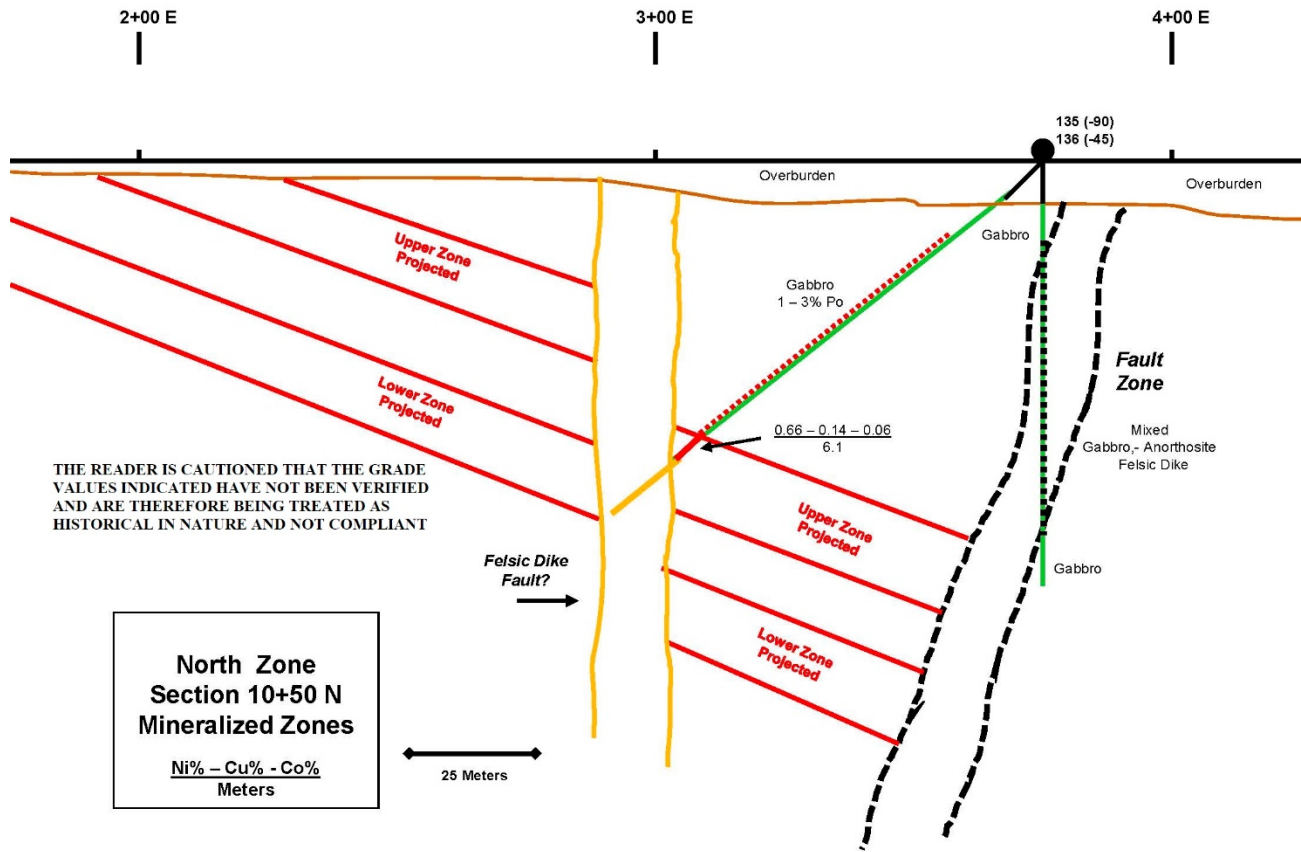 2+00 E
3+00 E
4+00 E
135 (-90)
136 (-45)
Overburden
Overburden
Upper Zone
Projected
Gabbro
Gabbro
1 – 3% Po
Fault
Zone
Lower Zone
Projected
0.66 – 0.14 – 0.06
6.1
Mixed
Gabbro,- Anorthosite
Felsic Dike
THE READER IS CAUTIONED THAT THE GRADE
VALUES INDICATED HAVE NOT BEEN VERIFIED
AND ARE THEREFORE BEING TREATED AS
HISTORICAL IN NATURE AND NOT COMPLIANT
Upper Zone
Projected
Felsic Dike
Fault?
Gabbro
Lower Zone
Projected
North Zone
Section 10+50 N
Mineralized Zones
Ni% – Cu% - Co%
Meters
25 Meters